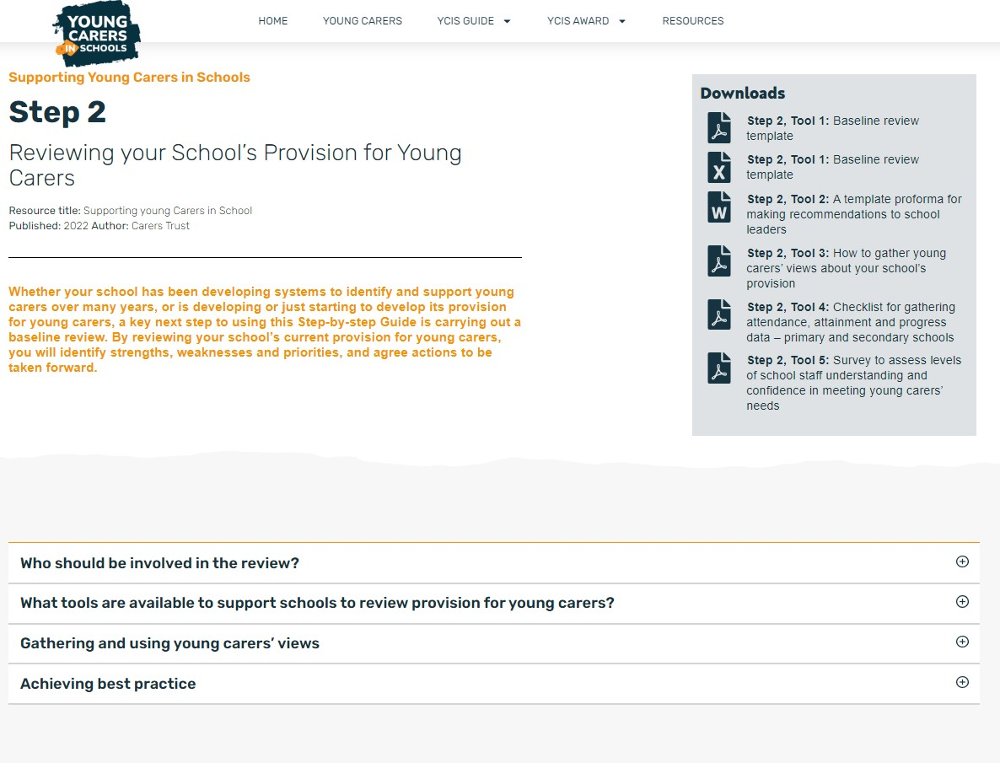 YOUNG
CARERS
IN SCHOOLS
HOME
YOUNG CARERS
YCIS GUIDE
YCIS AWARD
RESOURCES
Supporting Young Carers in Schools
Step 2
Reviewing your School’s Provision for Young
Carers
Resource title: Supporting young Carers in School
Published: 2022 Author: Carers Trust
Whether your school has been developing systems to identify and support young
carers over many years, or is developing or just starting to develop its provision
for young carers, a key next step to using this Step-by-step Guide is carrying out a
baseline review. By reviewing your school’s current provision for young carers,
you will identify strengths, weaknesses and priorities, and agree actions to be
taken forward.
Downloads
Step 2, Tool 1: Baseline review
template
X
Step 2, Tool 1: Baseline review
template
W
Step 2, Tool 2: A template proforma for
making recommendations to school
leaders
Step 2, Tool 3: How to gather young
carers’ views about your school’s
provision
Step 2, Tool 4: Checklist for gathering
attendance, attainment and progress
data – primary and secondary schools
Step 2, Tool 5: Survey to assess levels
of school staff understanding and
confidence in meeting young carers’
needs
Who should be involved in the review?
What tools are available to support schools to review provision for young carers?
Gathering and using young carers’ views
Achieving best practice